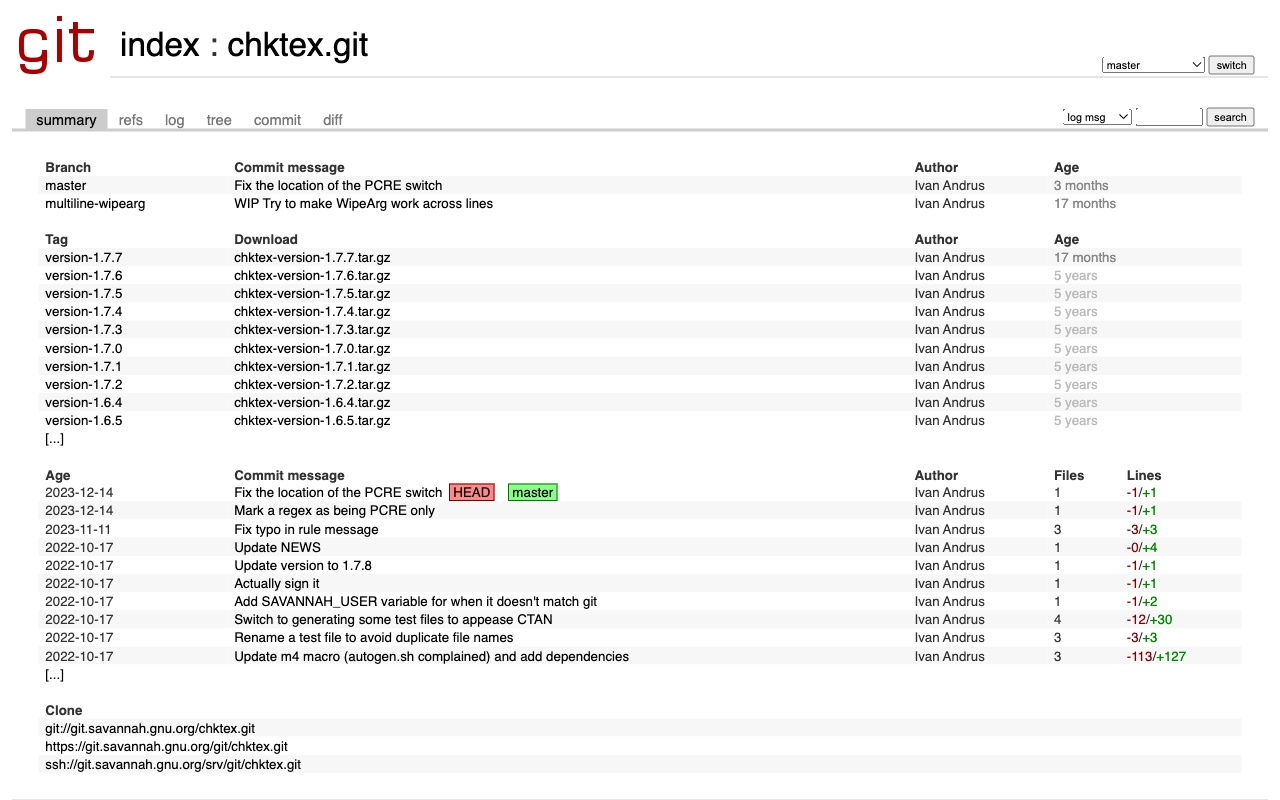 git index : chktex.git
master switch
summary refs log tree commit diff log msg search
Branch Commit message Author Age
master Fix the location of the PCRE switch Ivan Andrus 3 months
multiline-wipearg WIP Try to make WipeArg work across lines Ivan Andrus 17 months
Tag Download Author Age
version-1.7.7 chktex-version-1.7.7.tar.gz Ivan Andrus 17 months
version-1.7.6 chktex-version-1.7.6.tar.gz Ivan Andrus 5 years
version-1.7.5 chktex-version-1.7.5.tar.gz Ivan Andrus 5 years
version-1.7.4 chktex-version-1.7.4.tar.gz Ivan Andrus 5 years
version-1.7.3 chktex-version-1.7.3.tar.gz Ivan Andrus 5 years
version-1.7.0 chktex-version-1.7.0.tar.gz Ivan Andrus 5 years
version-1.7.1 chktex-version-1.7.1.tar.gz Ivan Andrus 5 years
version-1.7.2 chktex-version-1.7.2.tar.gz Ivan Andrus 5 years
version-1.6.4 chktex-version-1.6.4.tar.gz Ivan Andrus 5 years
version-1.6.5 chktex-version-1.6.5.tar.gz Ivan Andrus 5 years
[...]
Age Commit message Author Files Lines
2023-12-14 Fix the location of the PCRE switch HEAD master Ivan Andrus 1 -1/+1
2023-12-14 Mark a regex as being PCRE only Ivan Andrus 1 -1/+1
2023-11-11 Fix typo in rule message Ivan Andrus 3 -3/+3
2022-10-17 Update NEWS Ivan Andrus 1 -0/+4
2022-10-17 Update version to 1.7.8 Ivan Andrus 1 -1/+1
2022-10-17 Actually sign it Ivan Andrus 1 -1/+1
2022-10-17 Add SAVANNAH_USER variable for when it doesn't match git Ivan Andrus 1 -1/+2
2022-10-17 Switch to generating some test files to appease CTAN Ivan Andrus 4 -12/+30
2022-10-17 Rename a test file to avoid duplicate file names Ivan Andrus 3 -3/+3
2022-10-17 Update m4 macro (autogen.sh complained) and add dependencies Ivan Andrus 3 -113/+127
[...]
Clone
git://git.savannah.gnu.org/chktex.git
https://git.savannah.gnu.org/git/chktex.git
ssh://git.savannah.gnu.org/srv/git/chktex.git